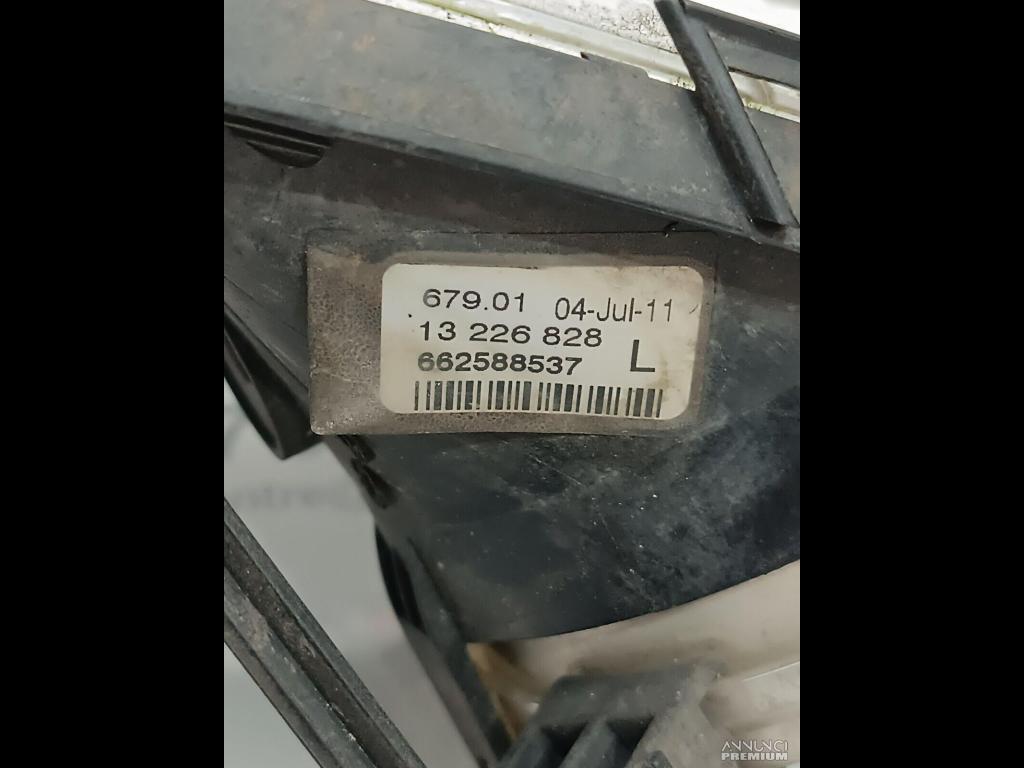 679.01 04-Jul-11
13 226 828
662588537 L
ANNUNCI
PREMIUM